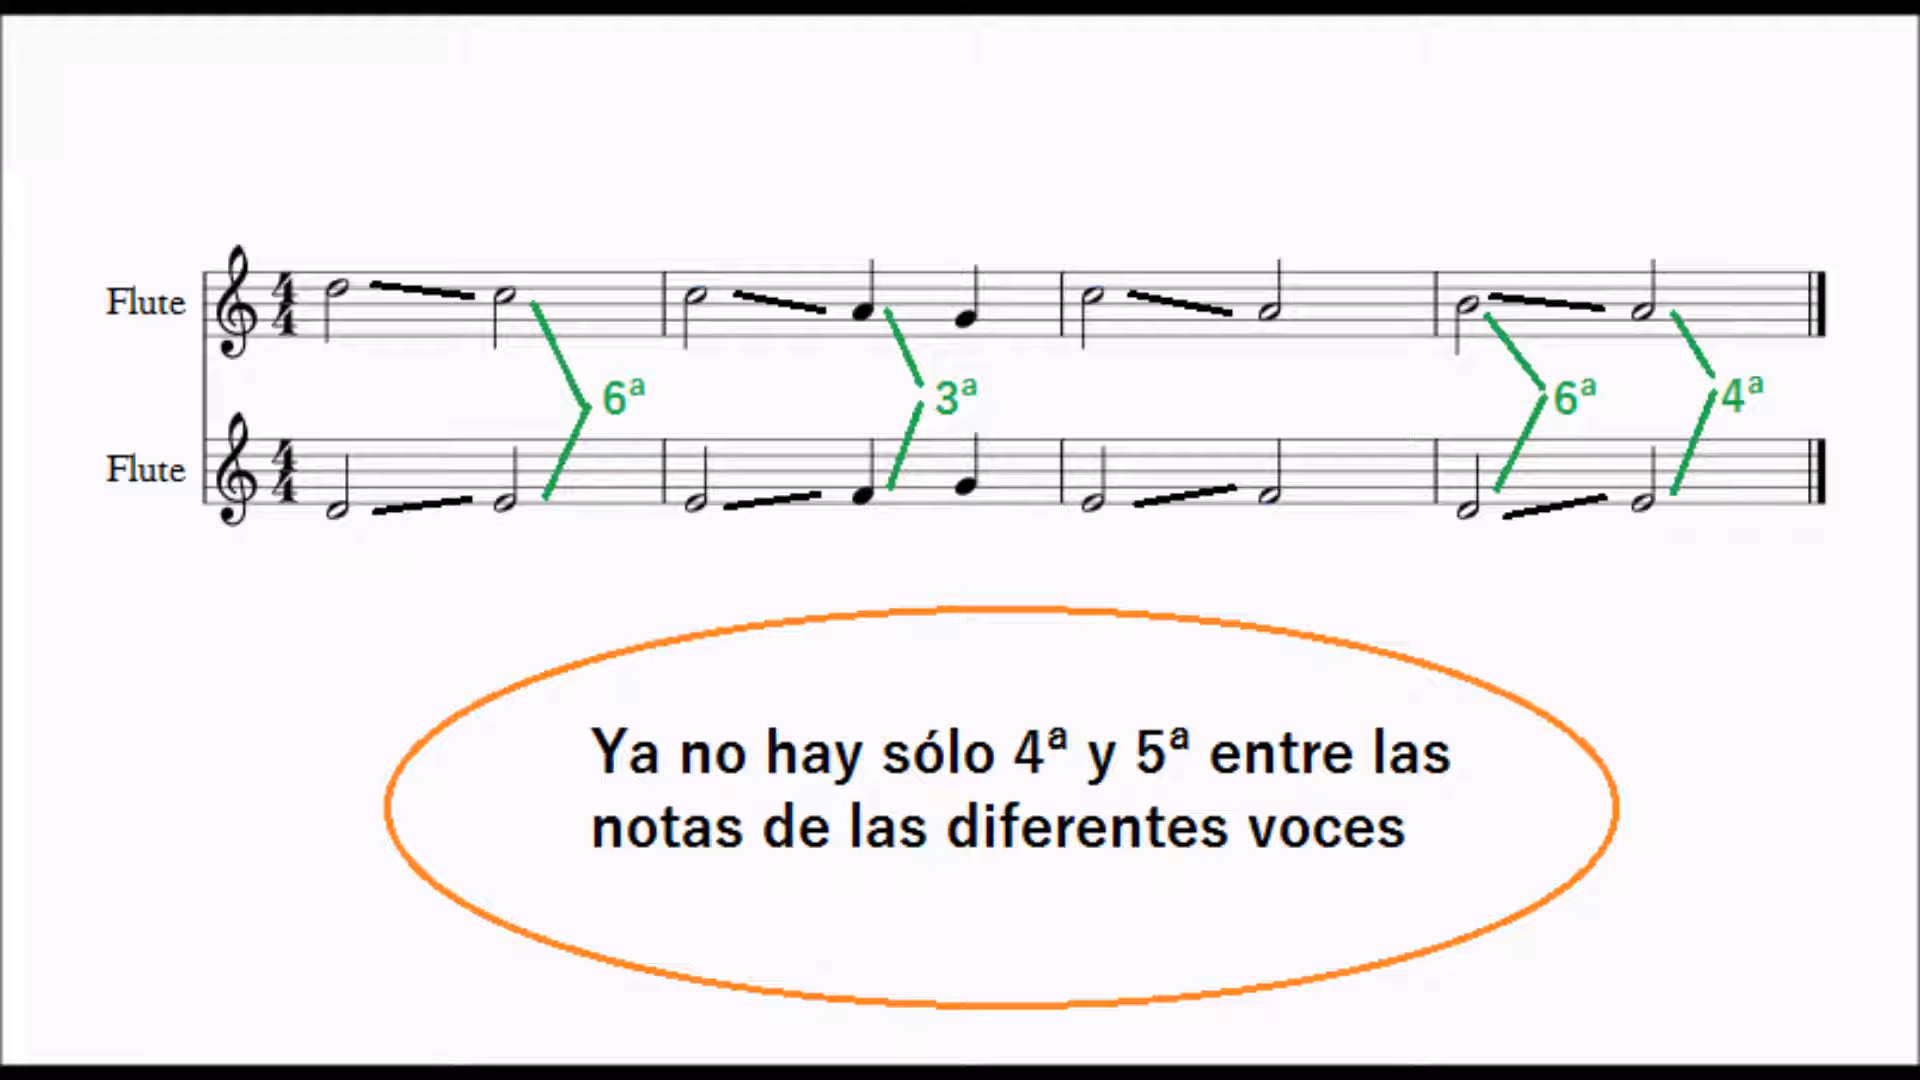 Flute
6ª 3ª 6ª 4ª
Flute
Ya no hay sólo 4ª y 5ª entre las
notas de las diferentes voces